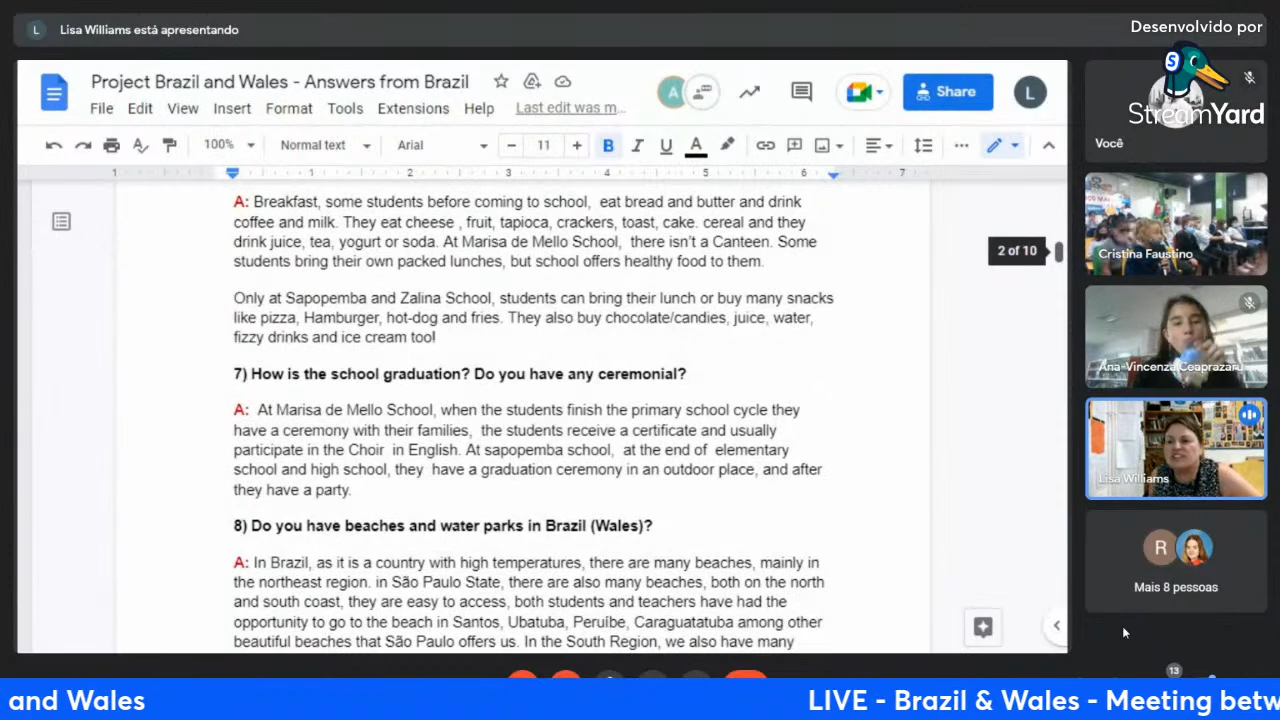 L Lisa Williams está apresentando
Desenvolvido por
S
StreamYard
Você
Project Brazil and Wales - Answers from Brazil
File Edit View Insert Format Tools Extensions Help Last edit was m...
A
Share
L
100% Normal text Arial − 11 + B I U A
1 1 2 3 4 5 6 7
A: Breakfast, some students before coming to school, eat bread and butter and drink
coffee and milk. They eat cheese , fruit, tapioca, crackers, toast, cake. cereal and they
drink juice, tea, yogurt or soda. At Marisa de Mello School, there isn't a Canteen. Some
students bring their own packed lunches, but school offers healthy food to them.
Only at Sapopemba and Zalina School, students can bring their lunch or buy many snacks
like pizza, Hamburger, hot-dog and fries. They also buy chocolate/candies, juice, water,
fizzy drinks and ice cream too!
7) How is the school graduation? Do you have any ceremonial?
A: At Marisa de Mello School, when the students finish the primary school cycle they
have a ceremony with their families, the students receive a certificate and usually
participate in the Choir in English. At sapopemba school, at the end of elementary
school and high school, they have a graduation ceremony in an outdoor place, and after
they have a party.
8) Do you have beaches and water parks in Brazil (Wales)?
A: In Brazil, as it is a country with high temperatures, there are many beaches, mainly in
the northeast region. in São Paulo State, there are also many beaches, both on the north
and south coast, they are easy to access, both students and teachers have had the
opportunity to go to the beach in Santos, Ubatuba, Peruíbe, Caraguatatuba among other
beautiful beaches that São Paulo offers us. In the South Region, we also have many
2 of 10
Cristina Faustino
Ana-Vincenza Ceaprazaru
Lisa Williams
R
Mais 8 pessoas
13
and Wales
LIVE - Brazil & Wales - Meeting betw